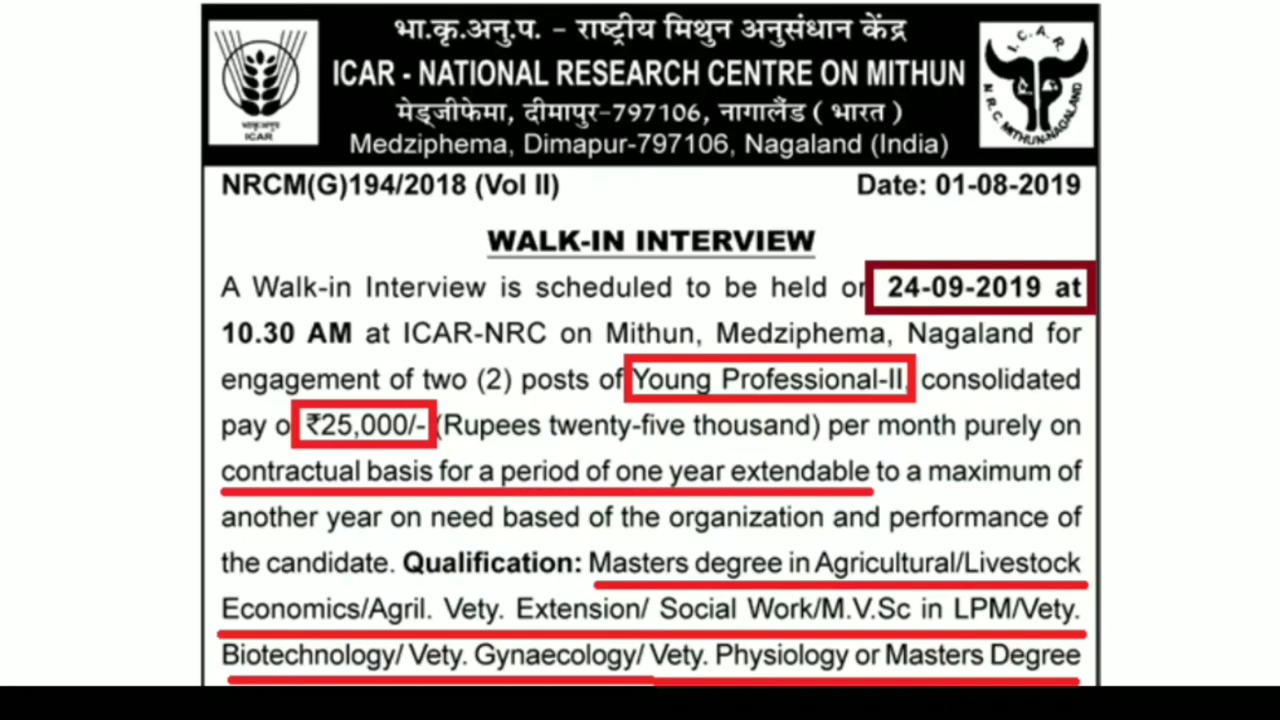 भा.कृ.अनु.प. – राष्ट्रीय मिथुन अनुसंधान केंद्र
ICAR - NATIONAL RESEARCH CENTRE ON MITHUN
मेड्जीफेमा, दीमापुर–797106, नागालैंड ( भारत )
Medziphema, Dimapur-797106, Nagaland (India)
भाकृअनुप
ICAR
I.C.A.R.
N.R.C. MITHUN-NAGALAND
NRCM(G)194/2018 (Vol II) Date: 01-08-2019
WALK-IN INTERVIEW
A Walk-in Interview is scheduled to be held on 24-09-2019 at
10.30 AM at ICAR-NRC on Mithun, Medziphema, Nagaland for
engagement of two (2) posts of Young Professional-II, consolidated
pay of ₹25,000/- (Rupees twenty-five thousand) per month purely on
contractual basis for a period of one year extendable to a maximum of
another year on need based of the organization and performance of
the candidate. Qualification: Masters degree in Agricultural/Livestock
Economics/Agril. Vety. Extension/ Social Work/M.V.Sc in LPM/Vety.
Biotechnology/ Vety. Gynaecology/ Vety. Physiology or Masters Degree